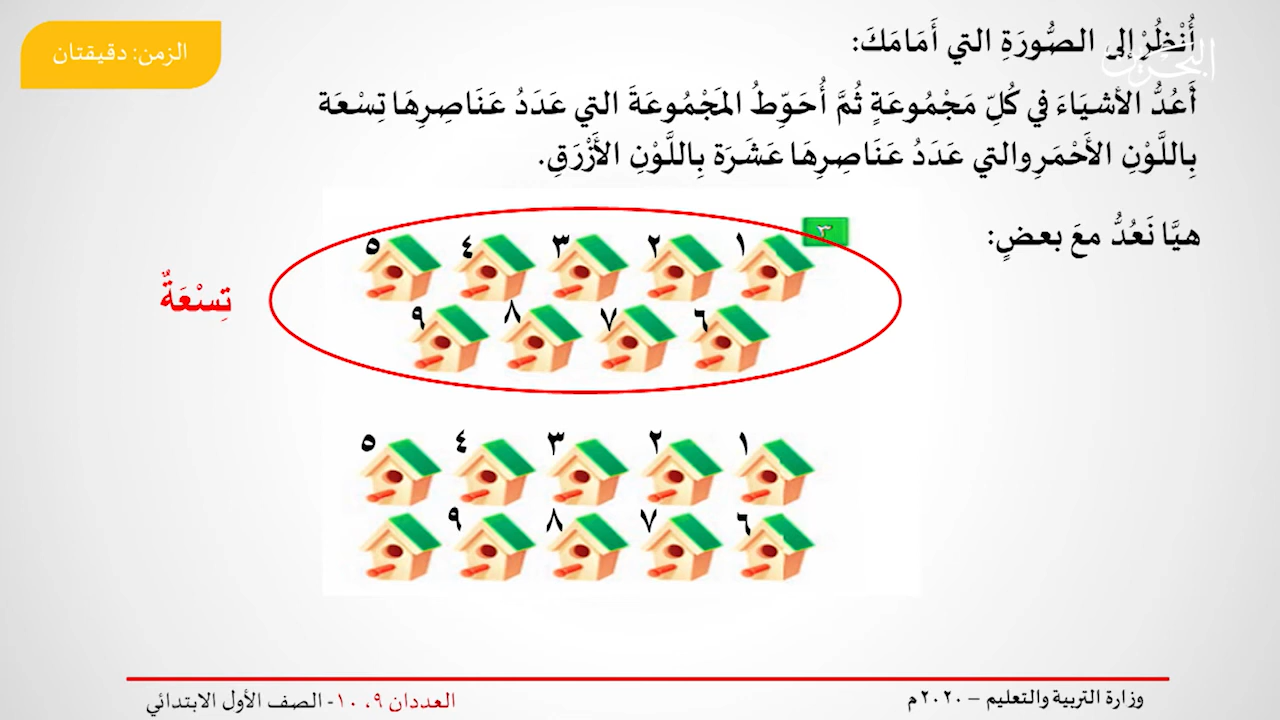 الزمن: دقيقتان
أُنْظُرْ إلى الصُّورَةِ التي أَمَامَكَ:
البحرين
أَعُدُّ الأشيَاءَ في كُلِّ مَجْمُوعَةٍ ثُمَّ أُحَوِّطُ المَجْمُوعَةَ التي عَدَدُ عَنَاصِرِهَا تِسْعَة
بِاللَّوْنِ الأَحْمَرِ والتي عَدَدُ عَنَاصِرِهَا عَشَرَة بِاللَّوْنِ الأَزْرَقِ.
هيَّا نَعُدُّ معَ بعضٍ:
٣
١ ٢ ٣ ٤ ٥
٦ ٧ ٨ ٩
تِسْعَةٌ
١ ٢ ٣ ٤ ٥
٦ ٧ ٨ ٩
وزارة التربية والتعليم – ٢٠٢٠م
العددان ٩، ١٠- الصف الأول الابتدائي